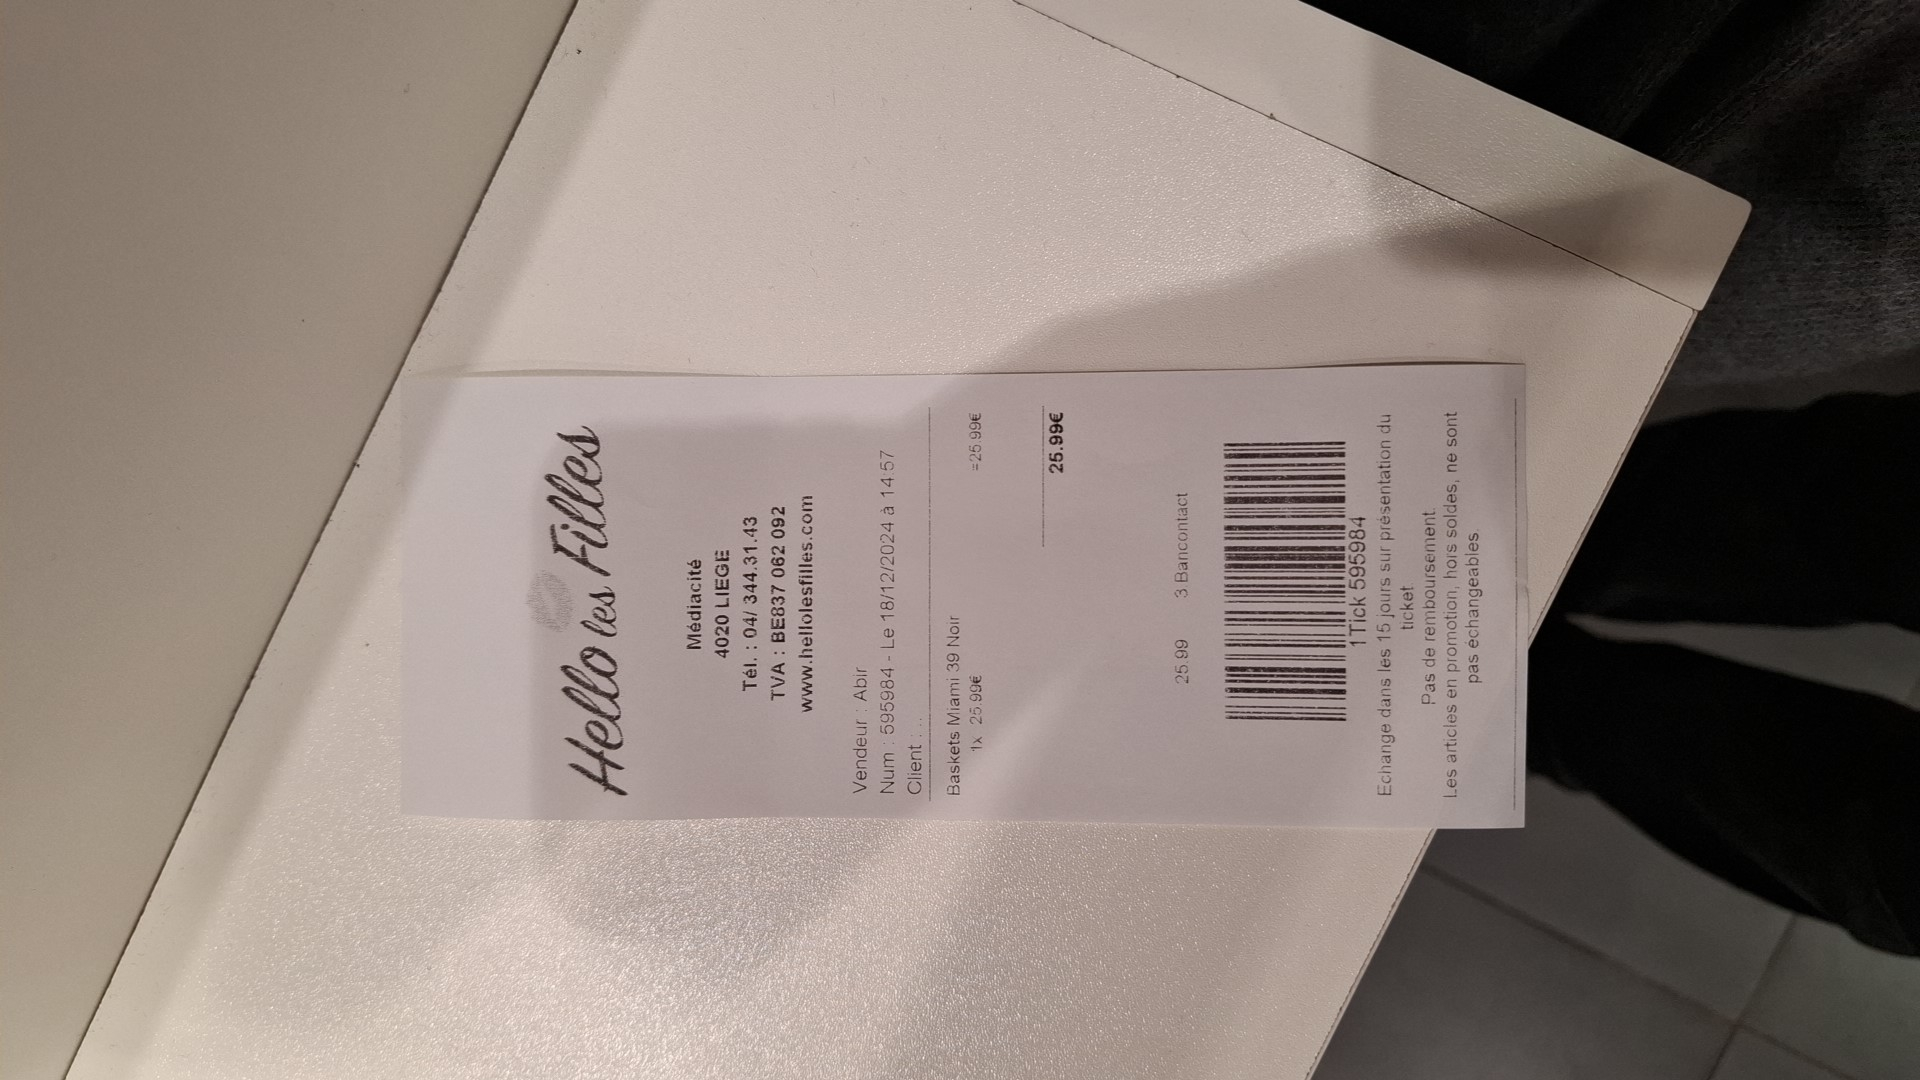 Hello les Filles
Médiacité
4020 LIEGE
Tél. : 04/ 344.31.43
TVA : BE837 062 092
www.hellolesfilles.com
Vendeur : Abir
Num : 595984 - Le 18/12/2024 à 14:57
Client : ..
Baskets Miami 39 Noir
1x 25.99€ =25.99€
25.99€
25.99 3.Bancontact
1Tick 595984
Echange dans les 15 jours sur présentation du
ticket
Pas de remboursement.
Les articles en promotion, hors soldes, ne sont
pas échangeables.